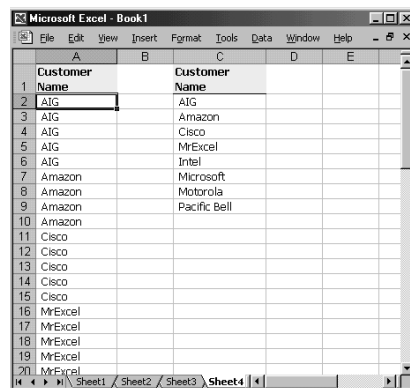 Microsoft Excel - Book1
File Edit View Insert Format Tools Data Window Help
A B C D E
Customer Customer
1 Name Name
2 AIG AIG
3 AIG Amazon
4 AIG Cisco
5 AIG MrExcel
6 AIG Intel
7 Amazon Microsoft
8 Amazon Motorola
9 Amazon Pacific Bell
10 Amazon
11 Cisco
12 Cisco
13 Cisco
14 Cisco
15 Cisco
16 MrExcel
17 MrExcel
18 MrExcel
19 MrExcel
20 MrExcel
Sheet1 Sheet2 Sheet3 Sheet4